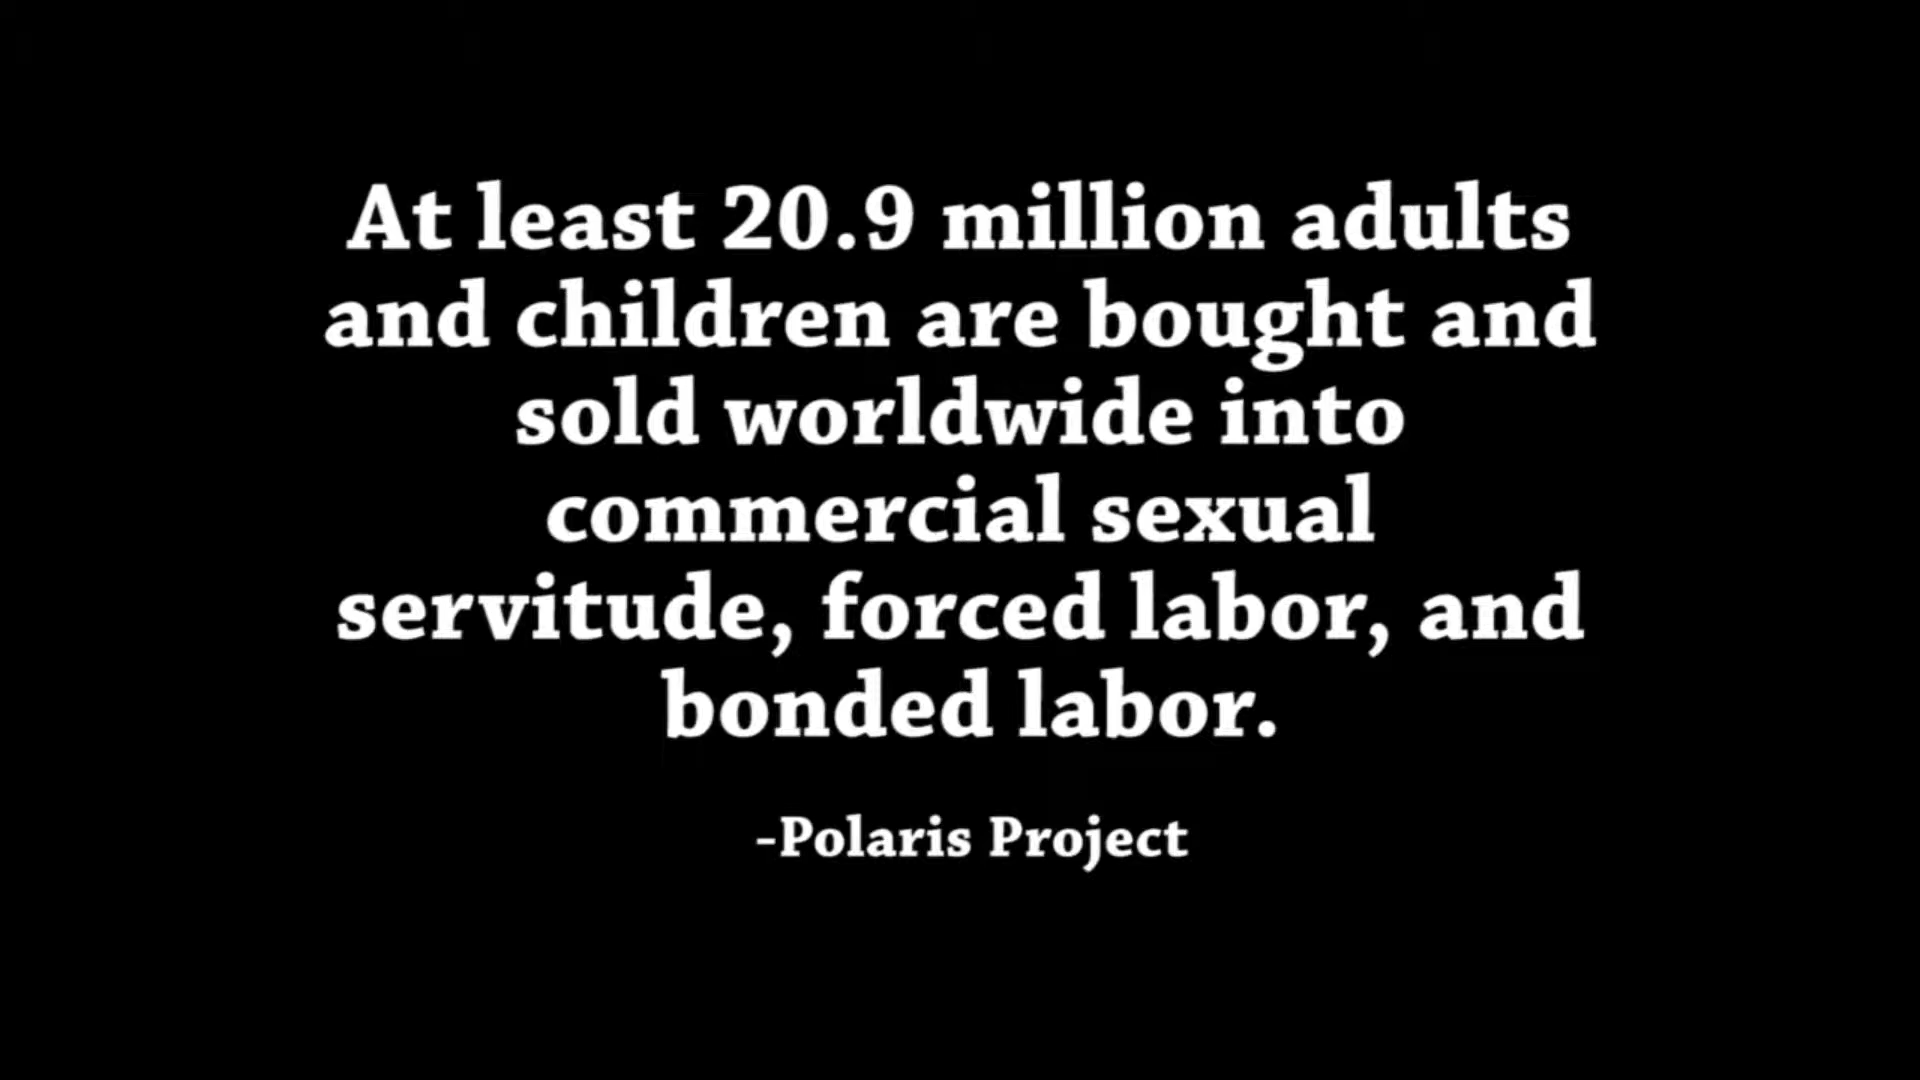 At least 20.9 million adults
and children are bought and
sold worldwide into
commercial sexual
servitude, forced labor, and
bonded labor.
-Polaris Project